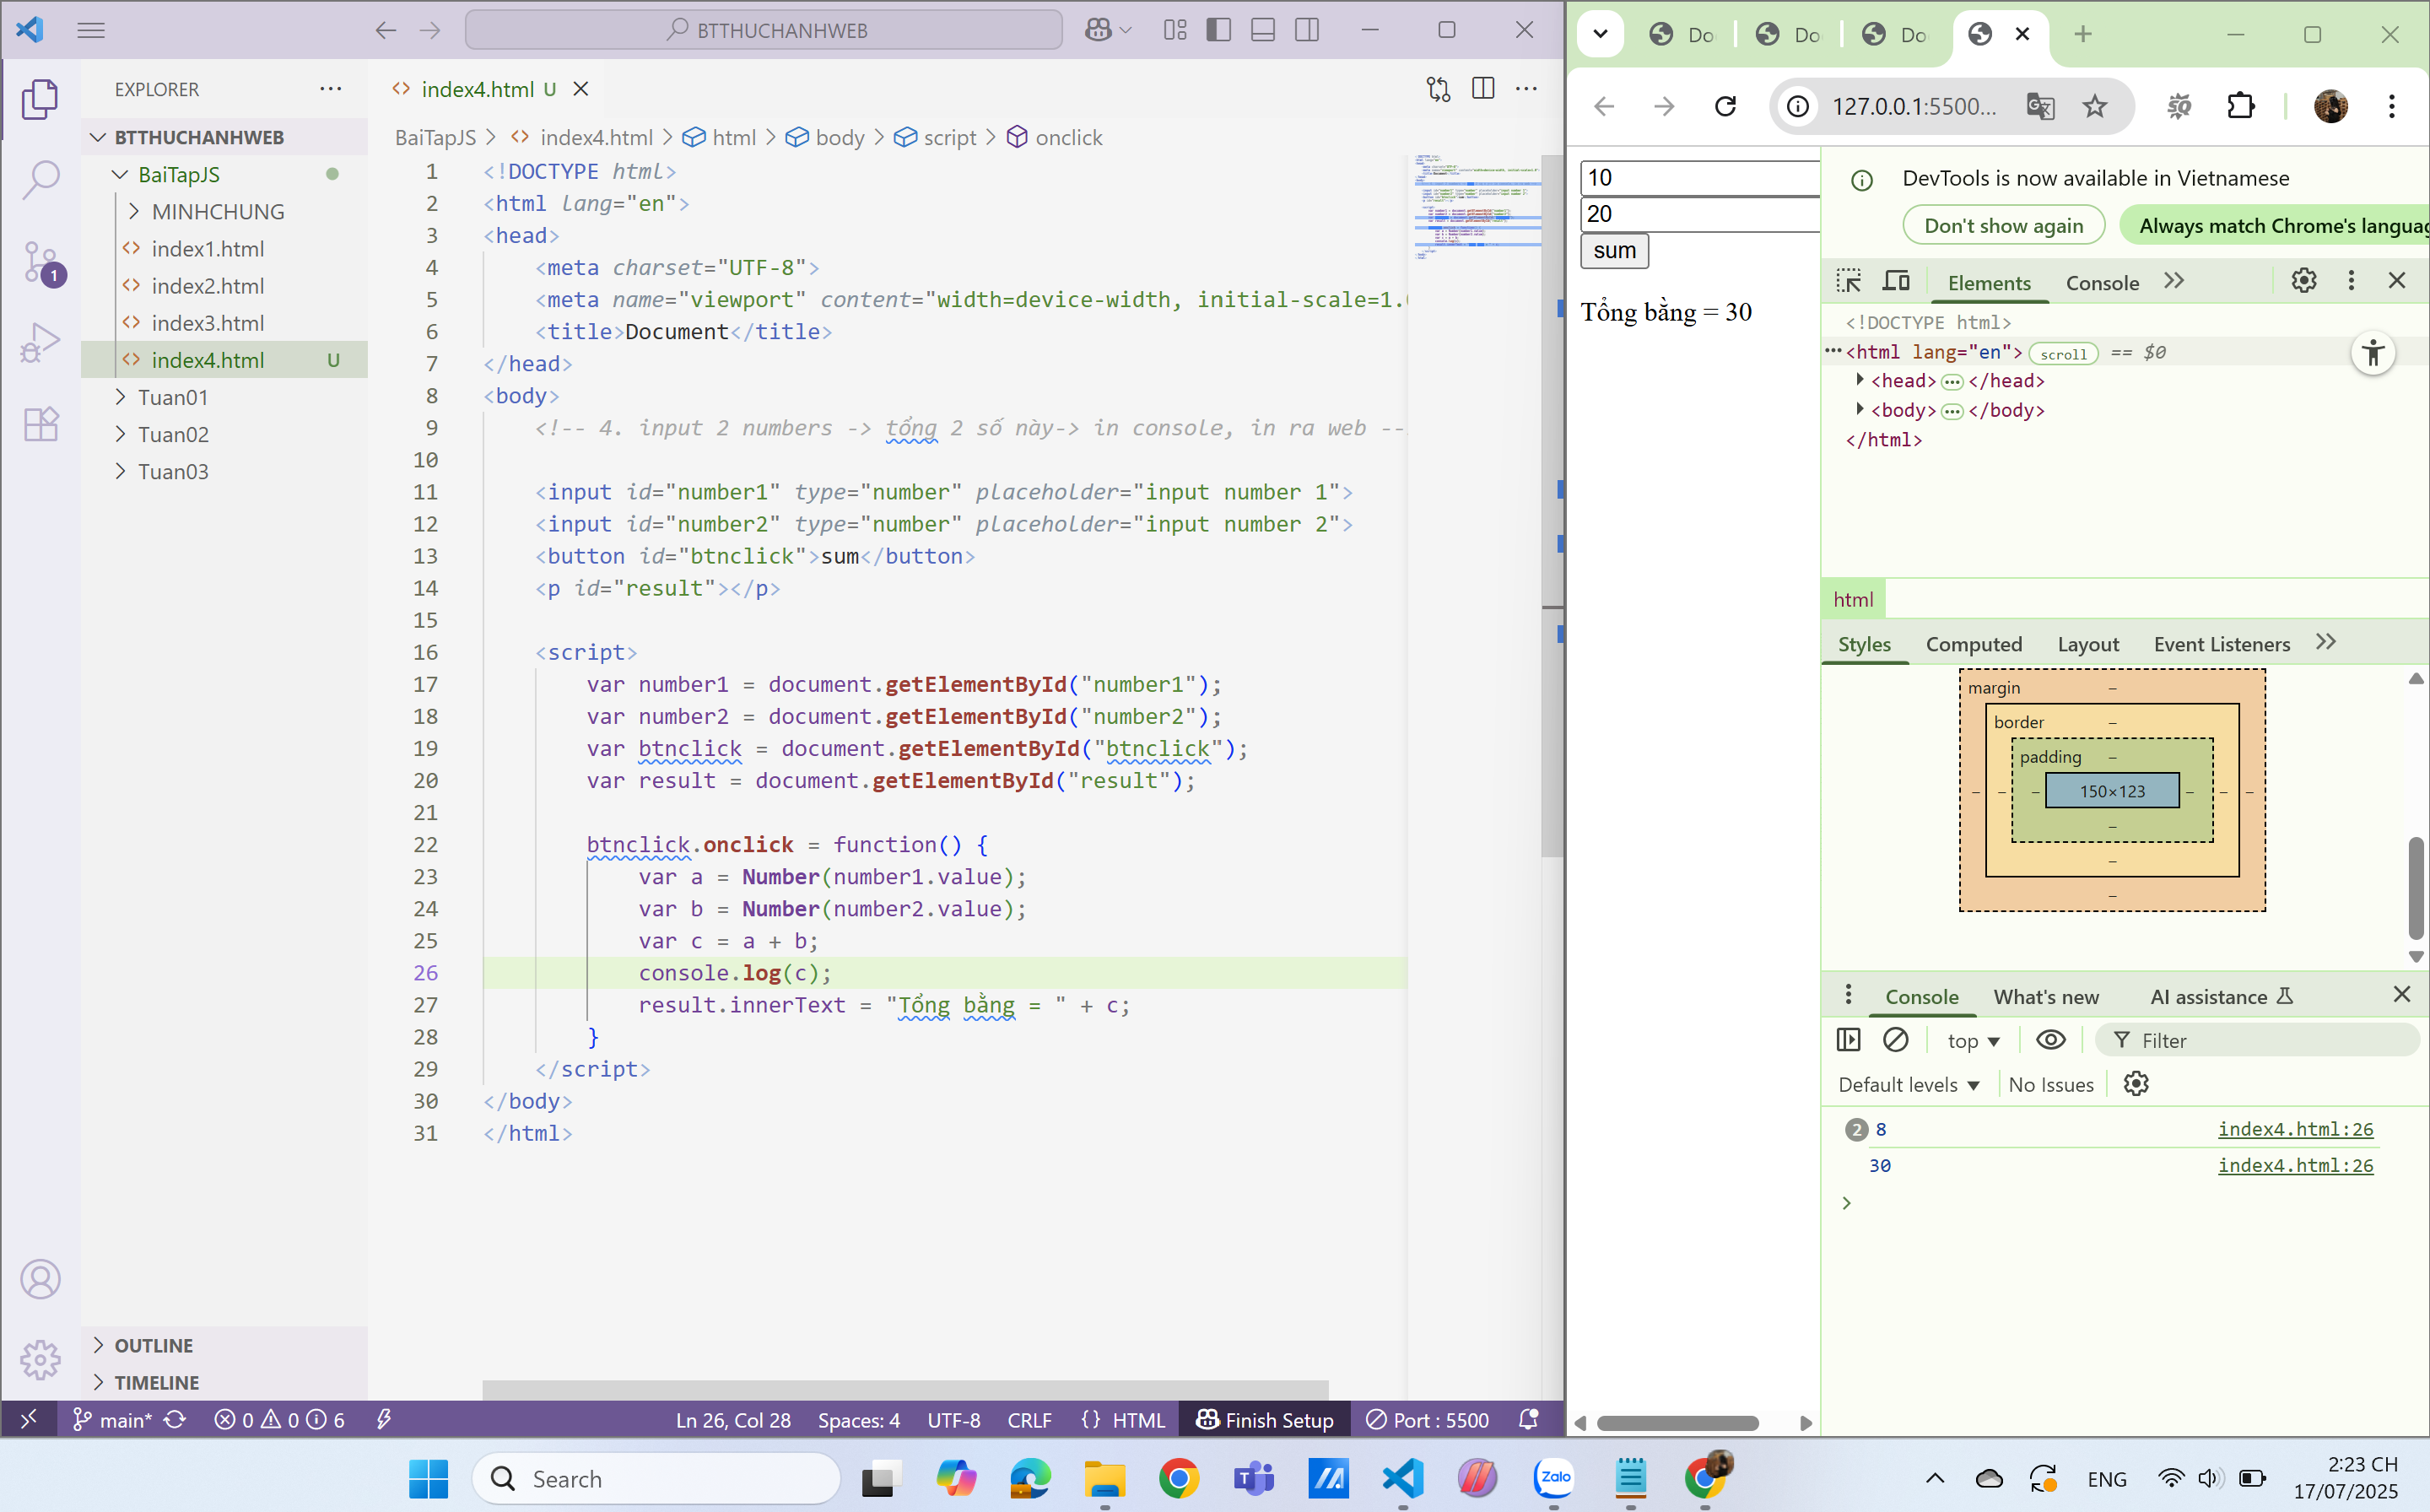 BTTHUCHANHWEB
EXPLORER
BTTHUCHANHWEB
BaiTapJS
MINHCHUNG
index1.html
index2.html
index3.html
index4.html U
Tuan01
Tuan02
Tuan03
OUTLINE
TIMELINE
1
index4.html U
BaiTapJS > index4.html > html > body > script > onclick
1 <!DOCTYPE html>
2 <html lang="en">
3 <head>
4 <meta charset="UTF-8">
5 <meta name="viewport" content="width=device-width, initial-scale=1.
6 <title>Document</title>
7 </head>
8 <body>
9 <!-- 4. input 2 numbers -> tổng 2 số này-> in console, in ra web --
10
11 <input id="number1" type="number" placeholder="input number 1">
12 <input id="number2" type="number" placeholder="input number 2">
13 <button id="btnclick">sum</button>
14 <p id="result"></p>
15
16 <script>
17 var number1 = document.getElementById("number1");
18 var number2 = document.getElementById("number2");
19 var btnclick = document.getElementById("btnclick");
20 var result = document.getElementById("result");
21
22 btnclick.onclick = function() {
23 var a = Number(number1.value);
24 var b = Number(number2.value);
25 var c = a + b;
26 console.log(c);
27 result.innerText = "Tổng bằng = " + c;
28 }
29 </script>
30 </body>
31 </html>
main* 0 0 6 Ln 26, Col 28 Spaces: 4 UTF-8 CRLF {} HTML Finish Setup Port : 5500
Do Do Do
127.0.0.1:5500...
10
20
sum
Tổng bằng = 30
DevTools is now available in Vietnamese
Don't show again Always match Chrome's languag
Elements Console
<!DOCTYPE html>
<html lang="en"> scroll == $0
<head> </head>
<body> </body>
</html>
html
Styles Computed Layout Event Listeners
margin –
border –
padding –
– – – 150×123 – – –
–
–
–
Console What's new AI assistance
top Filter
Default levels No Issues
2 8 index4.html:26
30 index4.html:26
>
Search
Zalo
ENG
2:23 CH
17/07/2025